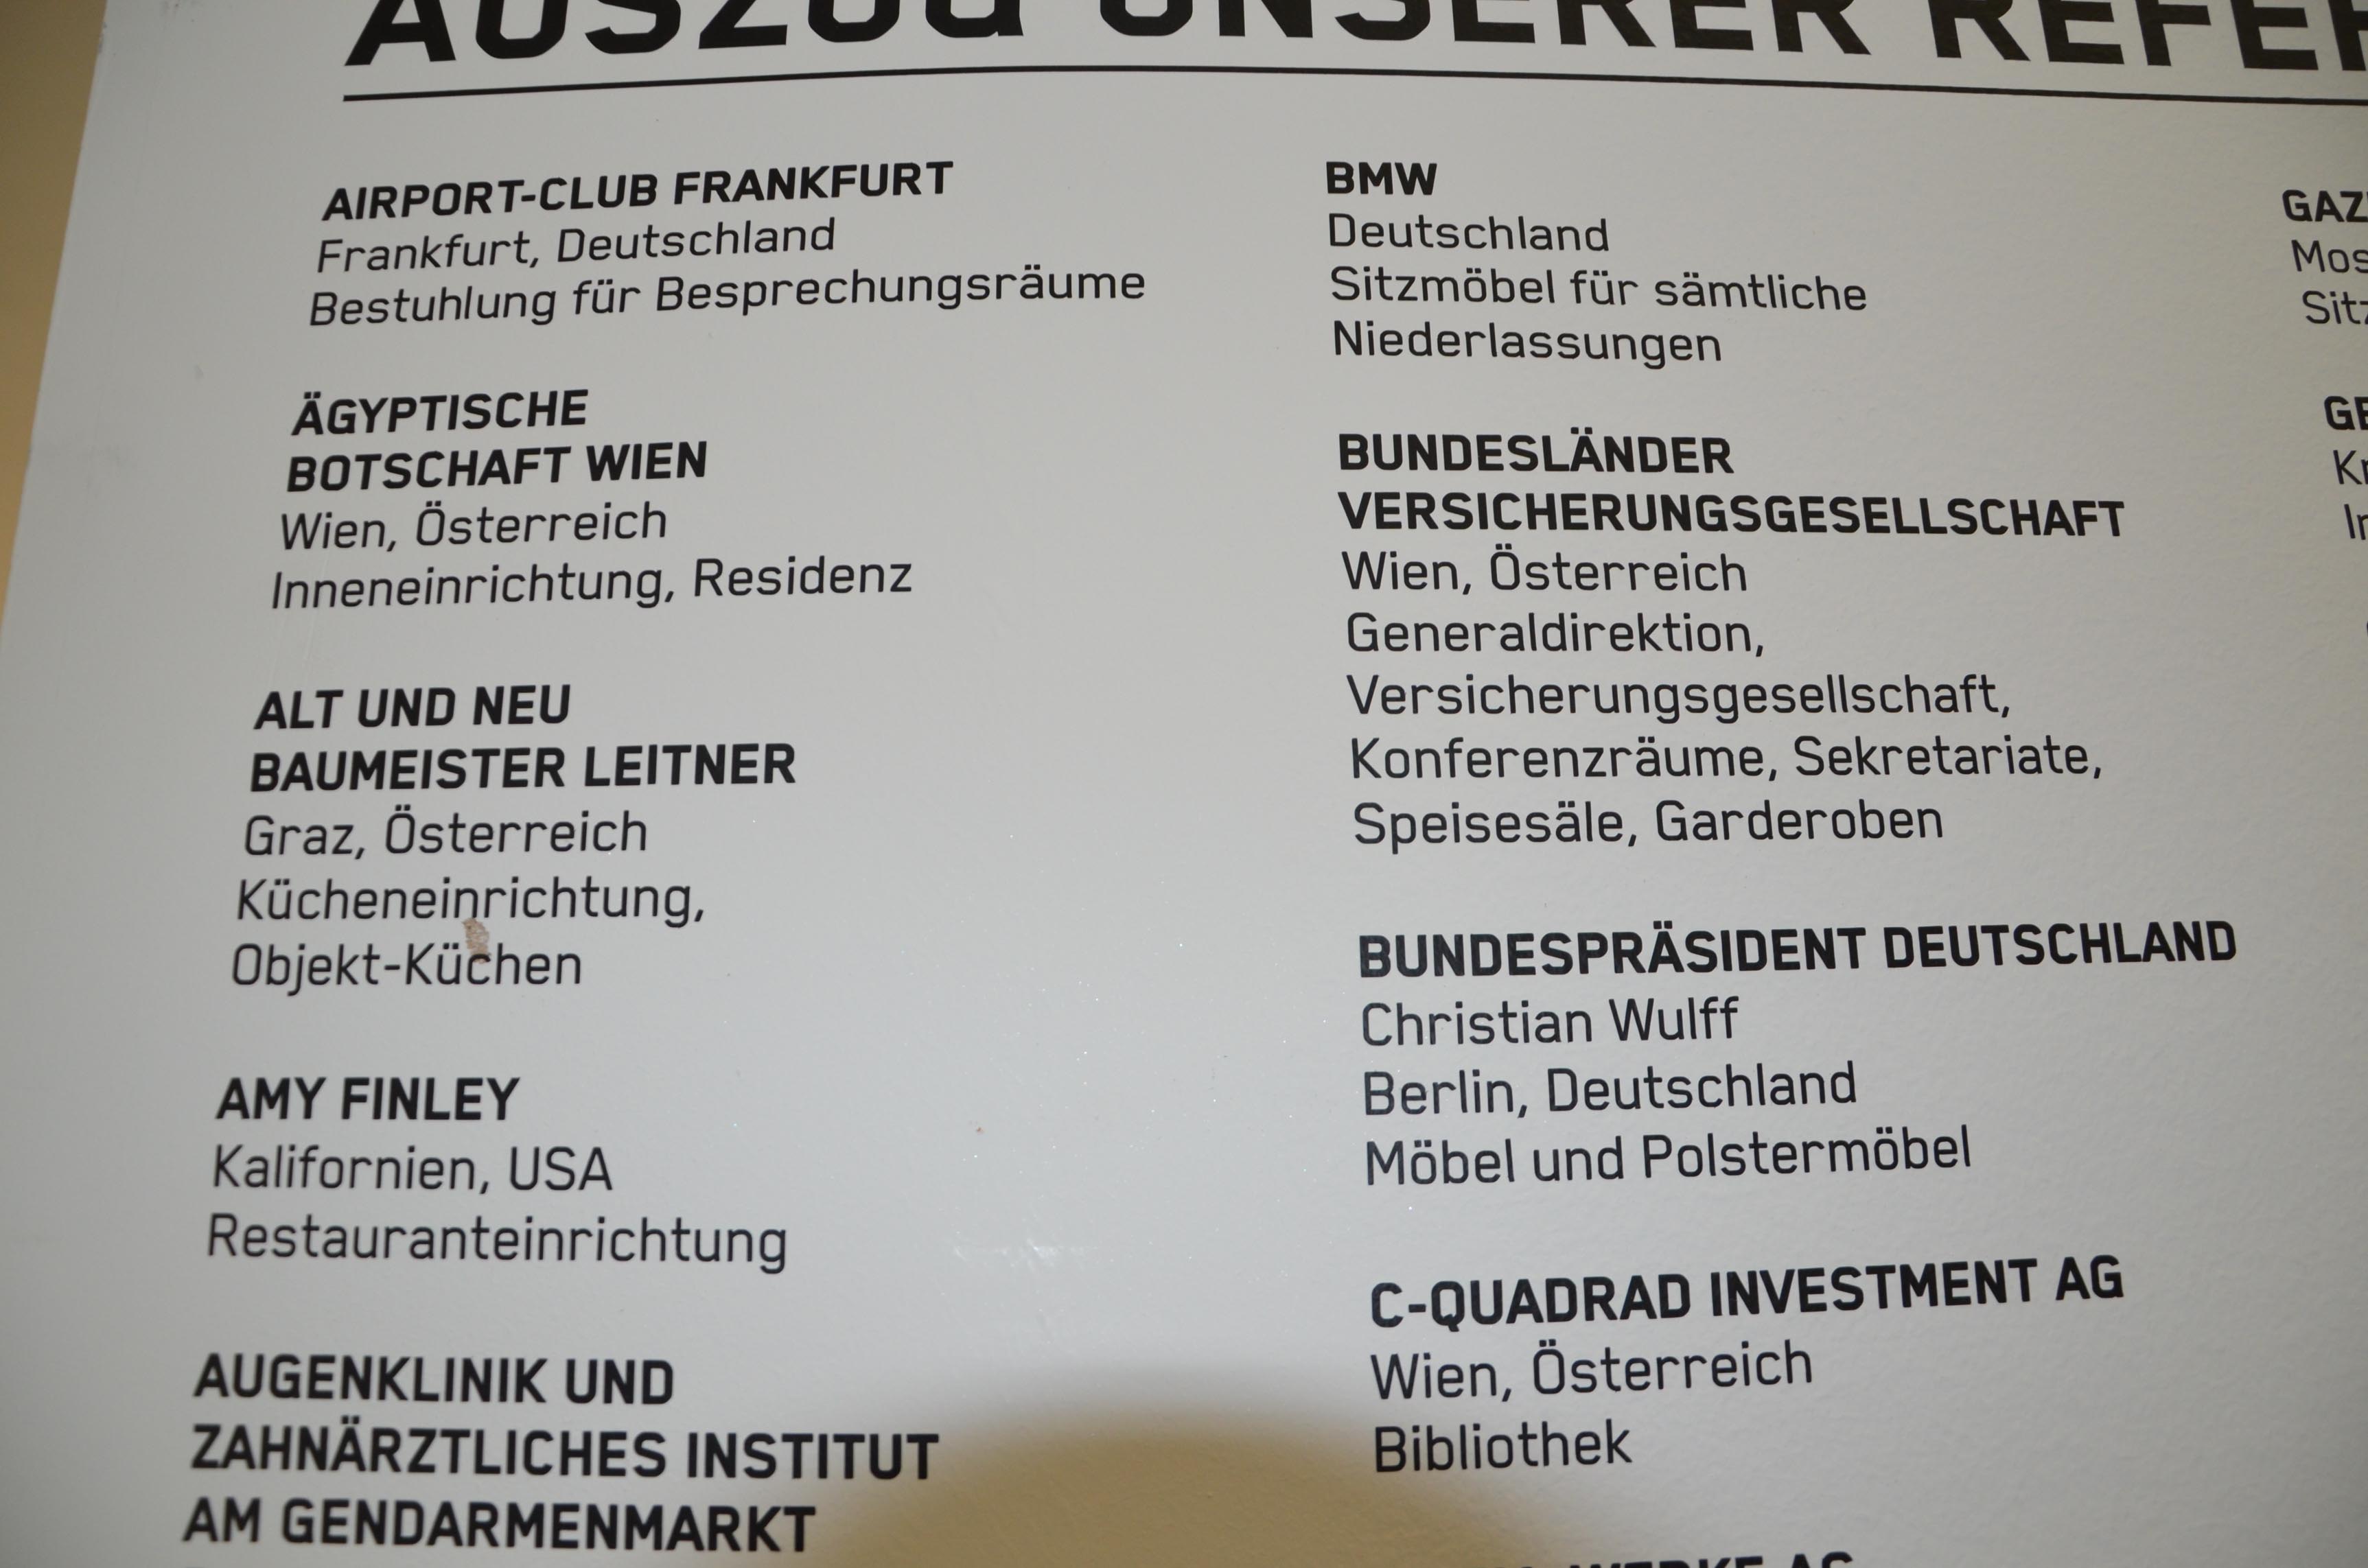 AUSZUG UNSERER
AIRPORT-CLUB FRANKFURT
Frankfurt, Deutschland
Bestuhlung für Besprechungsräume
ÄGYPTISCHE
BOTSCHAFT WIEN
Wien, Österreich
Inneneinrichtung, Residenz
ALT UND NEU
BAUMEISTER LEITNER
Graz, Österreich
Kücheneinrichtung,
Objekt-Küchen
AMY FINLEY
Kalifornien, USA
Restauranteinrichtung
AUGENKLINIK UND
ZAHNÄRZTLICHES INSTITUT
AM GENDARMENMARKT
BMW
Deutschland
Sitzmöbel für sämtliche
Niederlassungen
BUNDESLÄNDER
VERSICHERUNGSGESELLSCHAFT
Wien, Österreich
Generaldirektion,
Versicherungsgesellschaft,
Konferenzräume, Sekretariate,
Speisesäle, Garderoben
BUNDESPRÄSIDENT DEUTSCHLAND
Christian Wulff
Berlin, Deutschland
Möbel und Polstermöbel
C-QUADRAD INVESTMENT AG
Wien, Österreich
Bibliothek